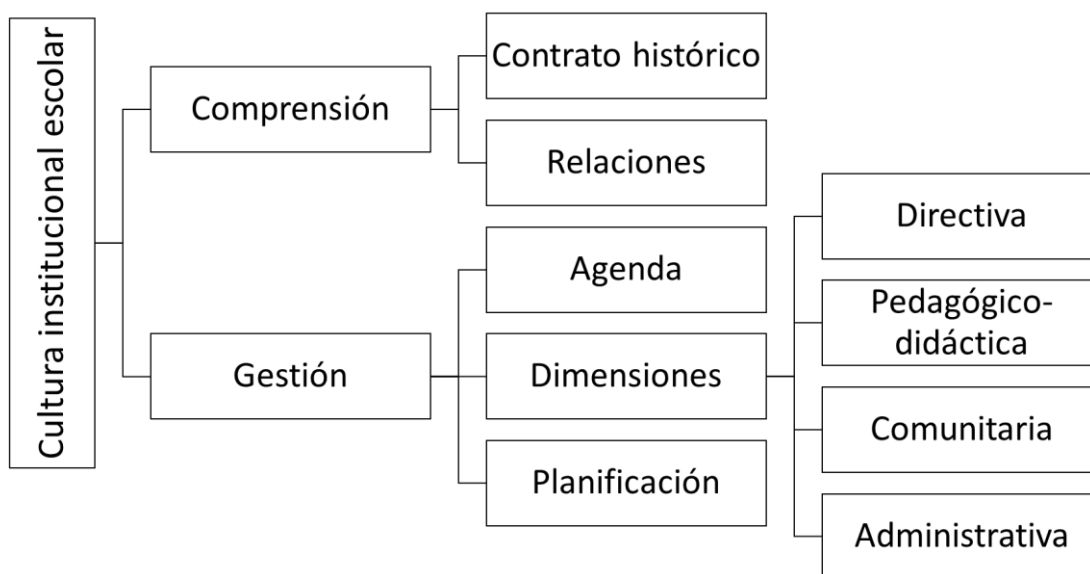 Cultura institucional escolar
Comprensión
Contrato histórico
Relaciones
Gestión
Agenda
Dimensiones
Planificación
Directiva
Pedagógico-
didáctica
Comunitaria
Administrativa